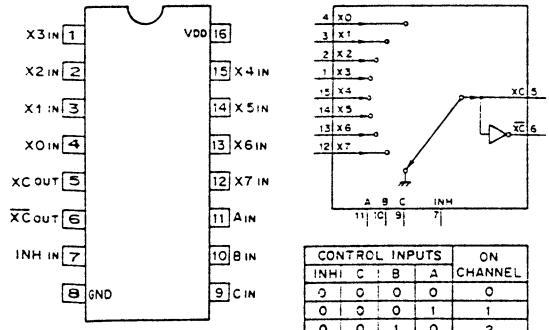 X3 IN 1
X2 IN 2
X1 IN 3
X0 IN 4
XC OUT 5
XC OUT 6
INH IN 7
8 GND
VDD 16
15 X4 IN
14 X5 IN
13 X6 IN
12 X7 IN
11 A IN
10 B IN
9 C IN
4 X0
3 X1
2 X2
1 X3
15 X4
14 X5
13 X6
12 X7
XC 5
XC 6
A B C INH
11 10 9 7
CONTROL INPUTS ON CHANNEL
INH C B A
0 0 0 0 0
0 0 0 1 1
0 0 1 0 2